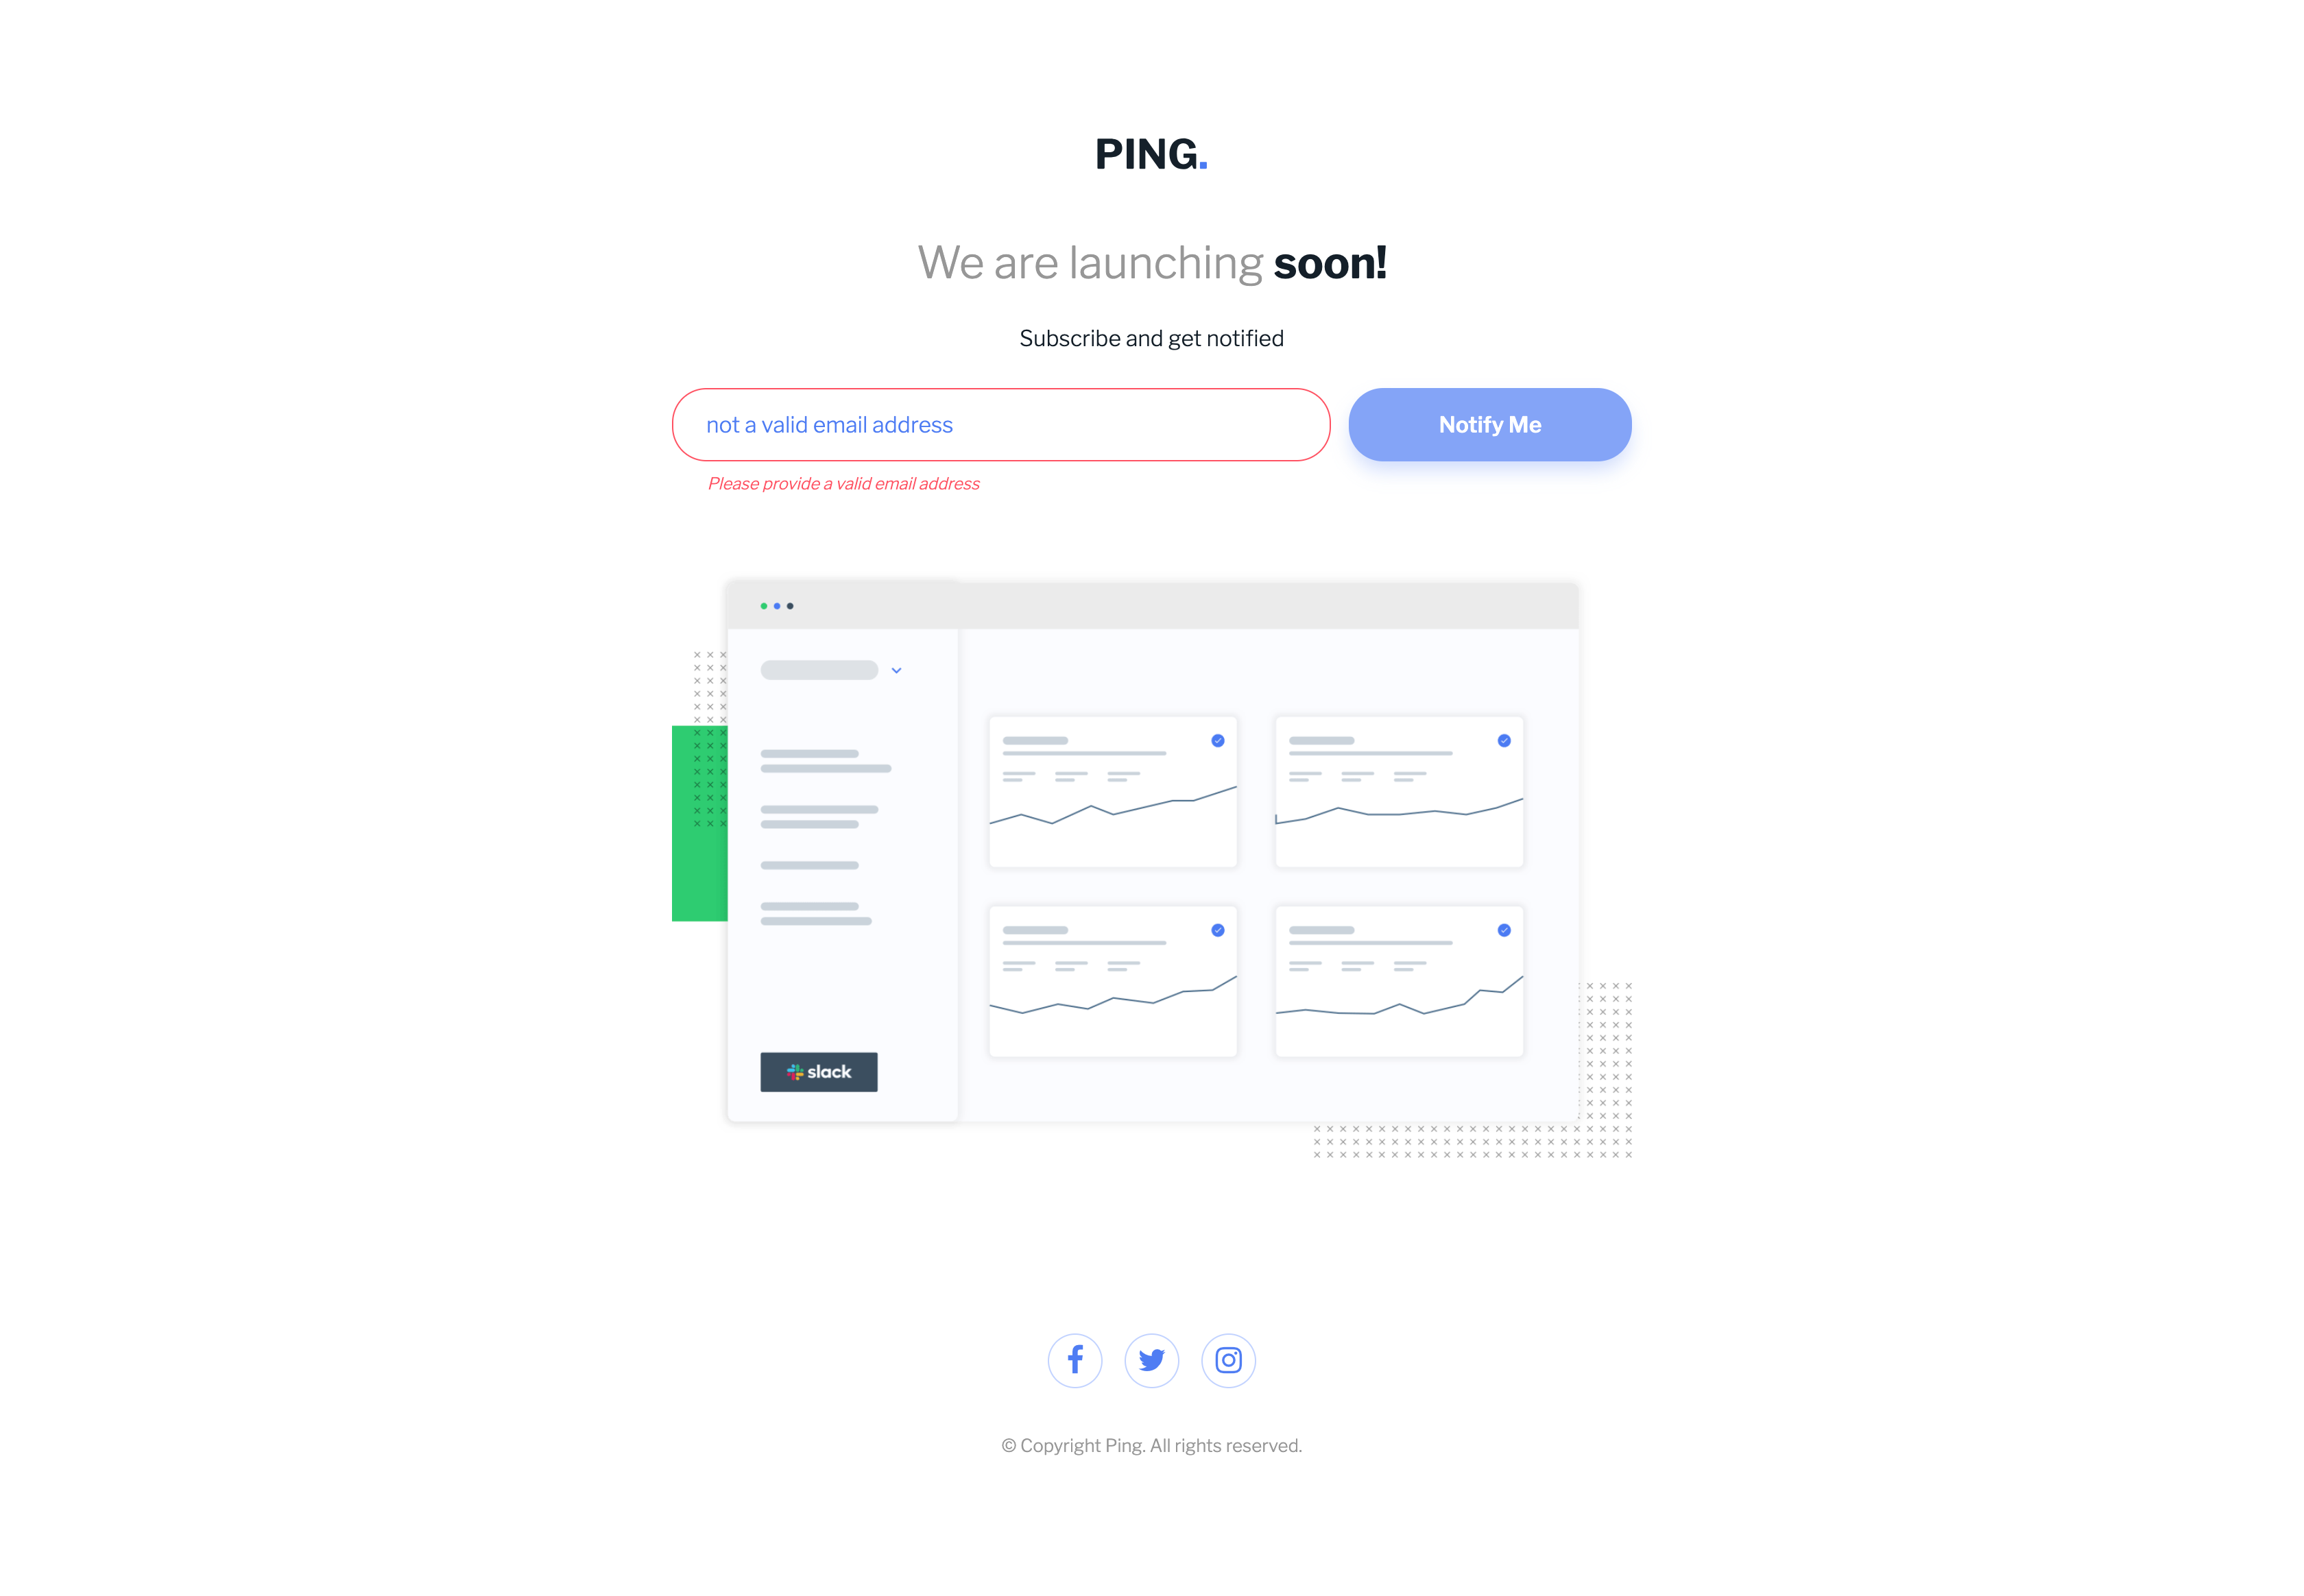 PING.
We are launching soon!
Subscribe and get notified
not a valid email address
Notify Me
Please provide a valid email address
slack
© Copyright Ping. All rights reserved.